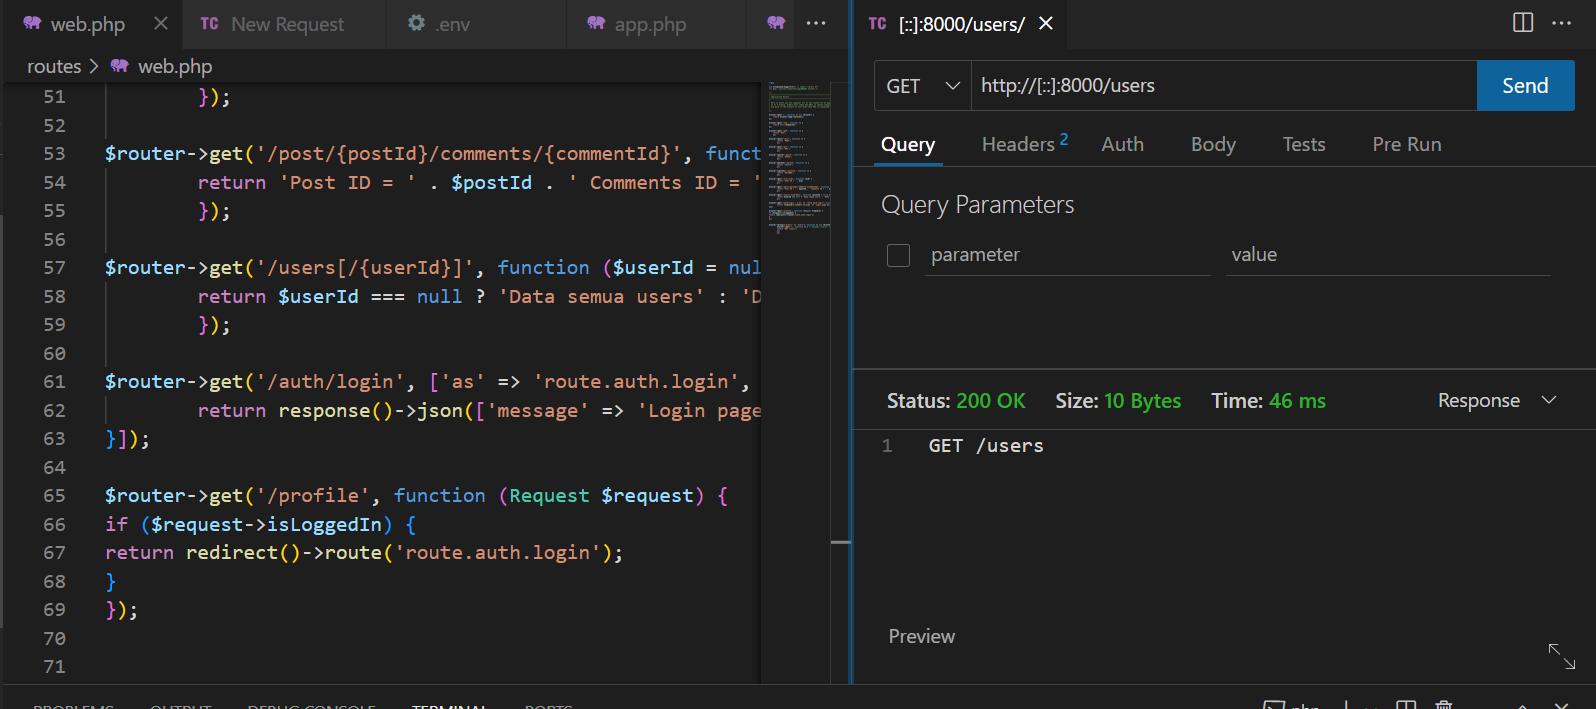 web.php
TC New Request
.env
app.php
...
TC [::]:8000/users/
...
routes > web.php
51 });
52
53 $router->get('/post/{postId}/comments/{commentId}', funct
54 return 'Post ID = ' . $postId . ' Comments ID = '
55 });
56
57 $router->get('/users[/{userId}]', function ($userId = nul
58 return $userId === null ? 'Data semua users' : 'D
59 });
60
61 $router->get('/auth/login', ['as' => 'route.auth.login',
62 return response()->json(['message' => 'Login page
63 }]);
64
65 $router->get('/profile', function (Request $request) {
66 if ($request->isLoggedIn) {
67 return redirect()->route('route.auth.login');
68 }
69 });
70
71
GET http://[::]:8000/users Send
Query Headers 2 Auth Body Tests Pre Run
Query Parameters
parameter value
Status: 200 OK Size: 10 Bytes Time: 46 ms Response
1 GET /users
Preview
PROBLEMS OUTPUT DEBUG CONSOLE TERMINAL PORTS
php